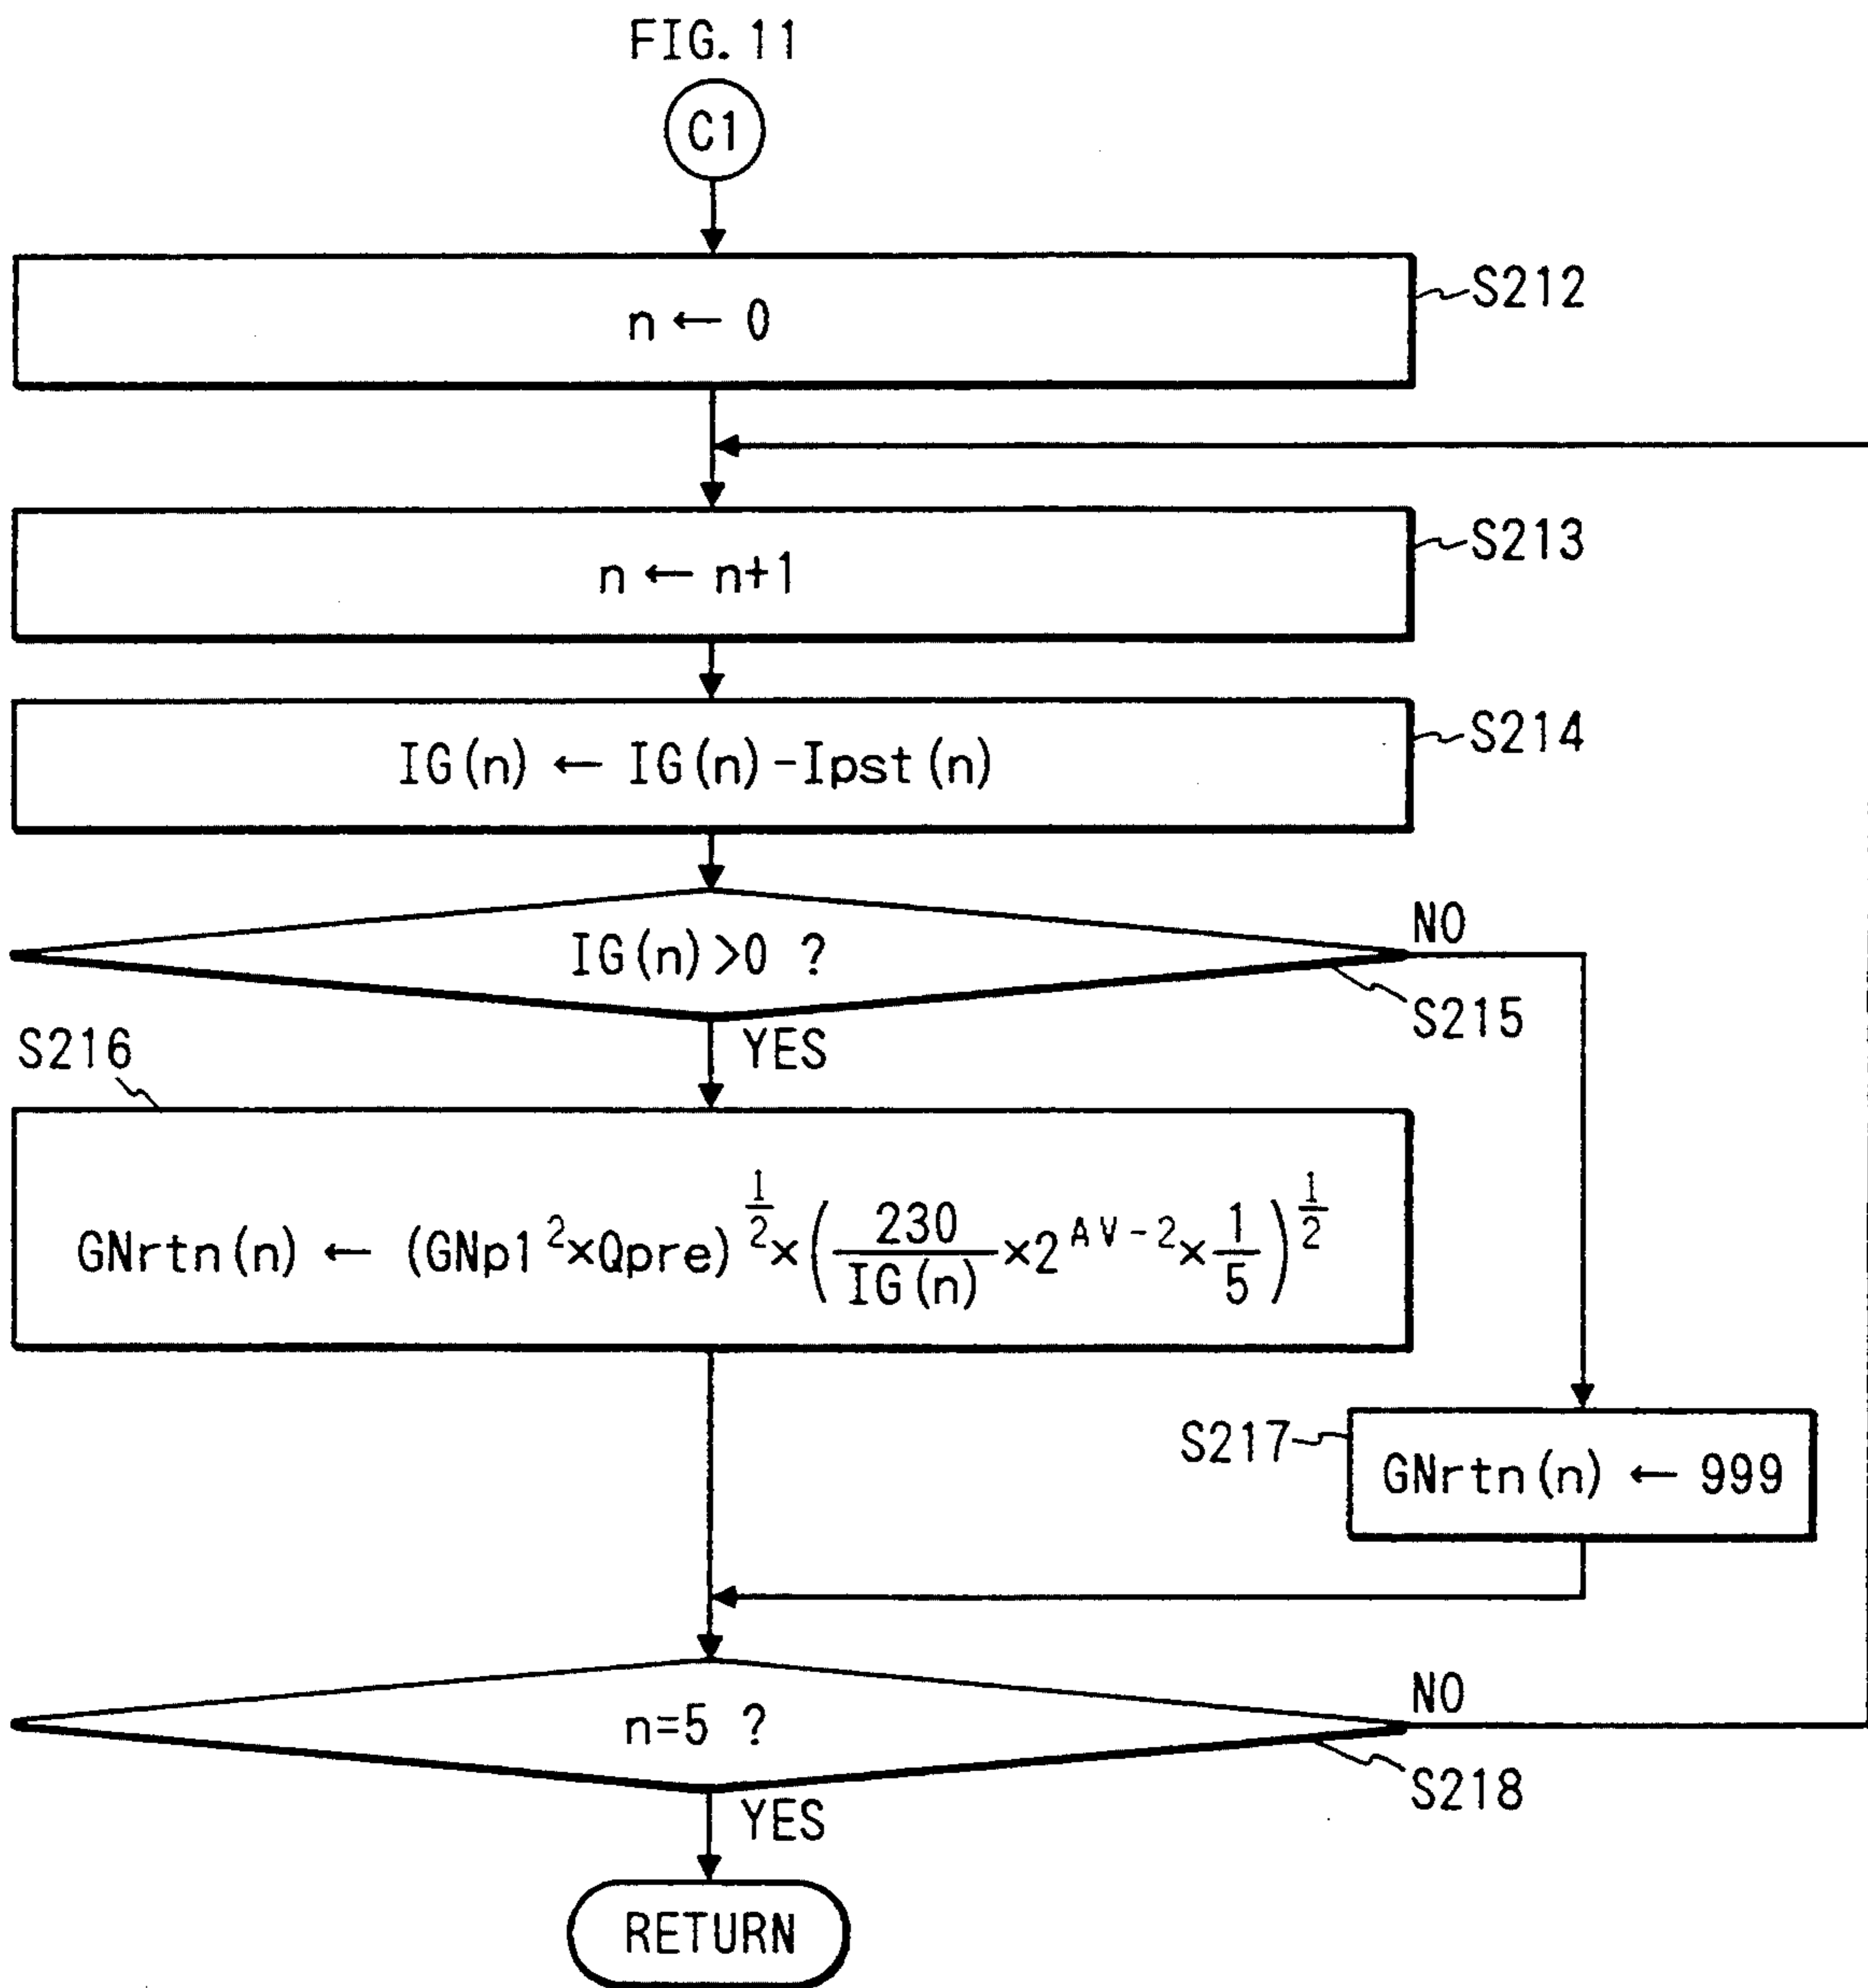 FIG. 11
C1
n ← 0
S212
n ← n+1
S213
IG(n) ← IG(n)-Ipst(n)
S214
IG(n)>0 ?
NO
S215
YES
S216
GNrtn(n) ← (GNp1²×Qpre)^{1/2}×(230/IG(n)×2^{AV-2}×1/5)^{1/2}
S217
GNrtn(n) ← 999
n=5 ?
NO
S218
YES
RETURN